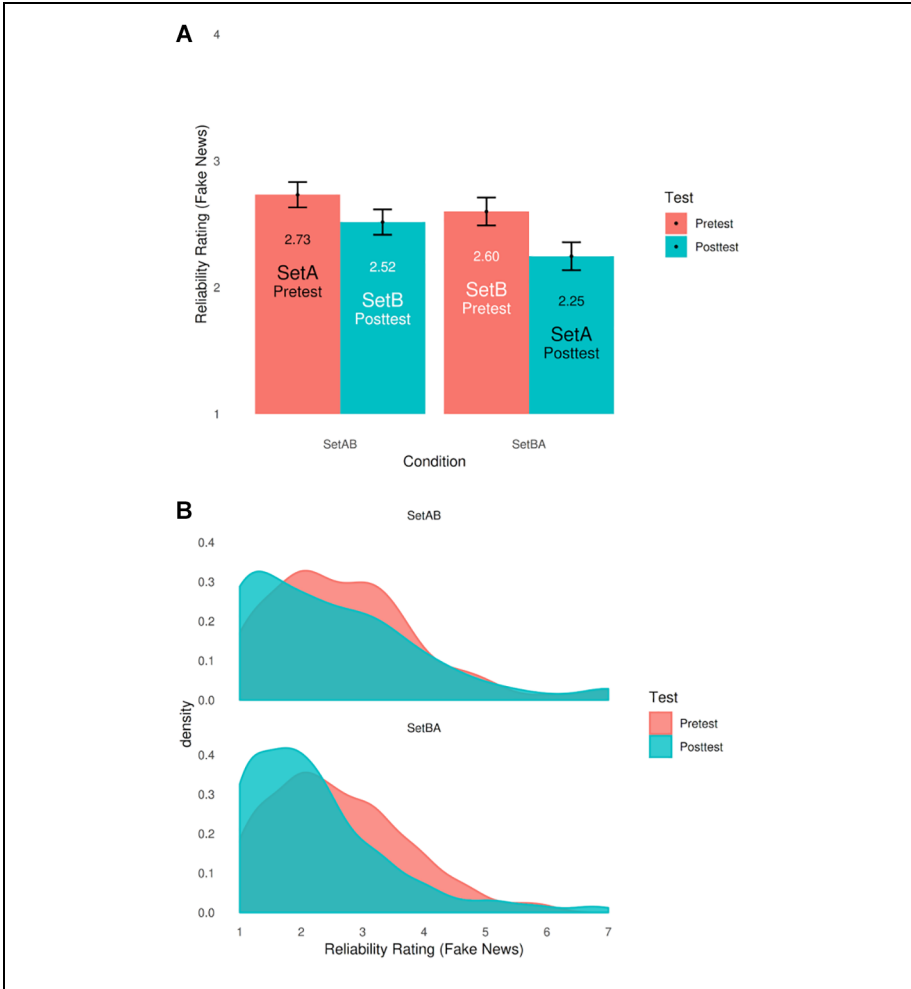 A
4
3
2
1
Reliability Rating (Fake News)
2.73
SetA
Pretest
2.52
SetB
Posttest
2.60
SetB
Pretest
2.25
SetA
Posttest
SetAB
SetBA
Condition
Test
Pretest
Posttest
B
SetAB
0.4
0.3
0.2
0.1
0.0
density
SetBA
0.4
0.3
0.2
0.1
0.0
1 2 3 4 5 6 7
Reliability Rating (Fake News)
Test
Pretest
Posttest